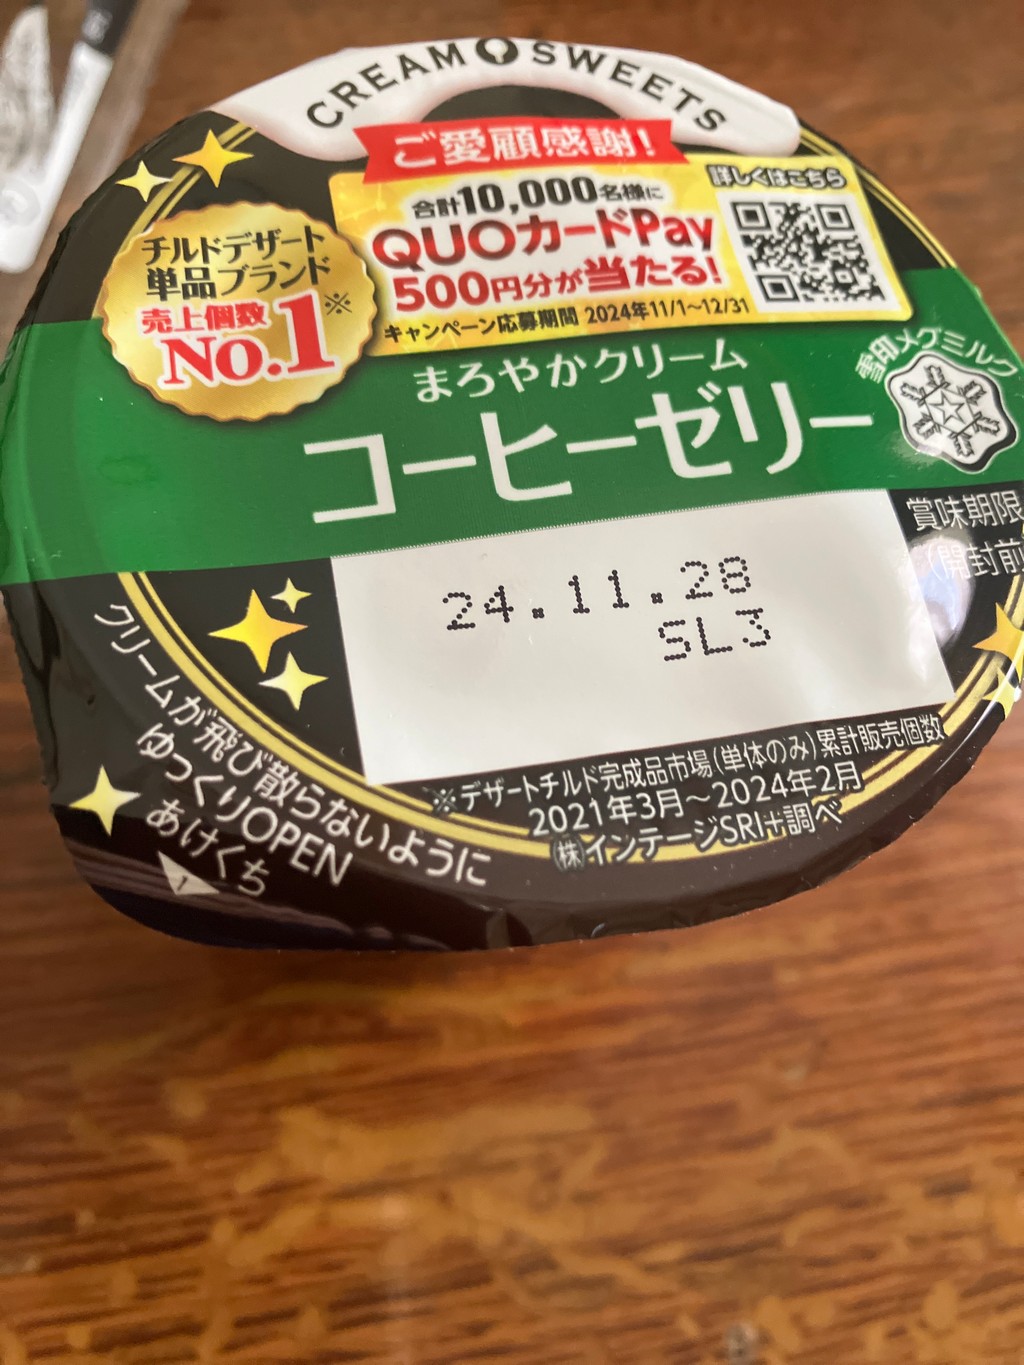 CREAM SWEETS
ご愛顧感謝!
合計10,000名様に
QUOカードPay
500円分が当たる!
キャンペーン応募期間 2024年11/1~12/31
詳しくはこちら
チルドデザート
単品ブランド
売上個数
No.1※
まろやかクリーム
コーヒーゼリー
雪印メグミルク
賞味期限
(開封前
24.11.28
SL3
※デザートチルド完成品市場(単体のみ)累計販売個数
2021年3月~2024年2月
㈱インテージSRI+調べ
クリームが飛び散らないように
ゆっくりOPEN
あけくち